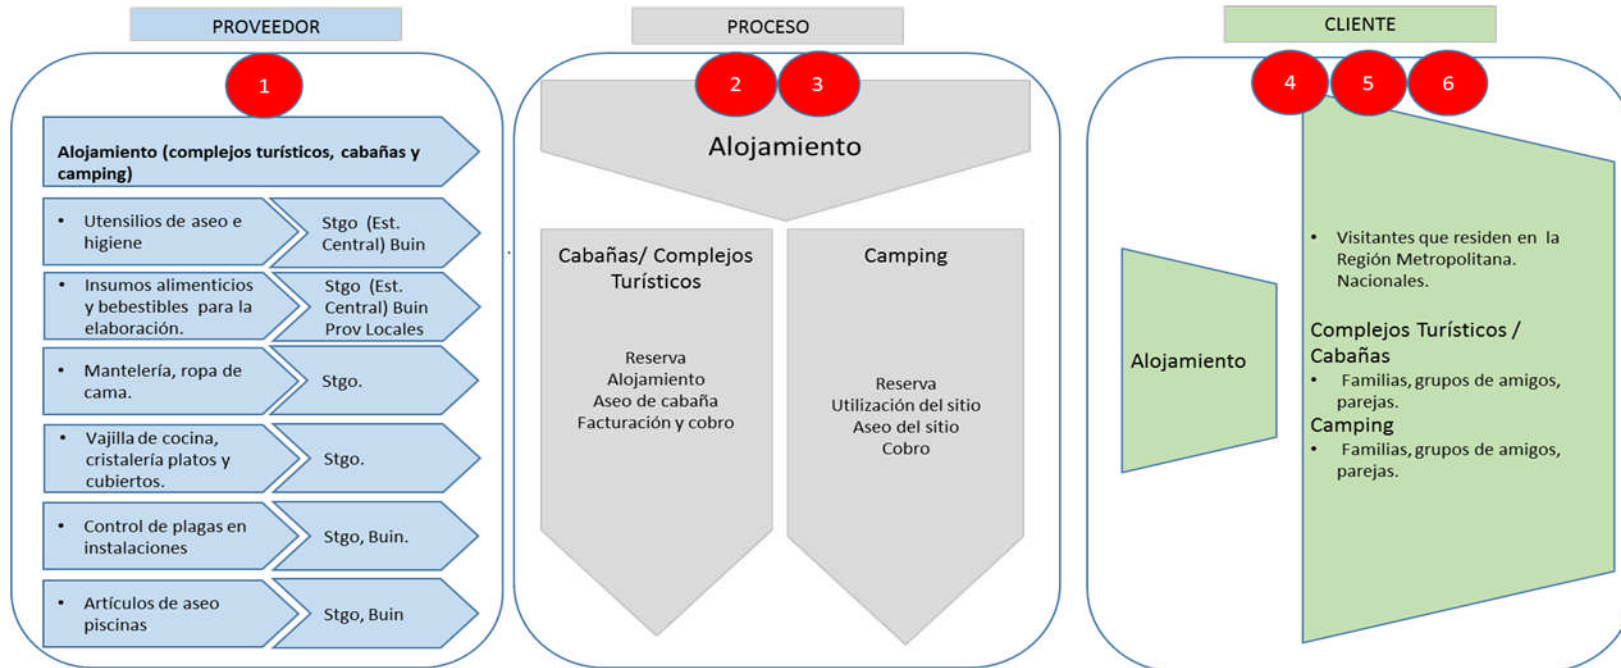 PROVEEDOR
1
Alojamiento (complejos turísticos, cabañas y
camping)
• Utensilios de aseo e
higiene
Stgo (Est.
Central) Buin
• Insumos alimenticios
y bebestibles para la
elaboración.
Stgo (Est.
Central) Buin
Prov Locales
• Mantelería, ropa de
cama.
Stgo.
• Vajilla de cocina,
cristalería platos y
cubiertos.
Stgo.
• Control de plagas en
instalaciones
Stgo, Buin.
• Artículos de aseo
piscinas
Stgo, Buin
PROCESO
2
3
Alojamiento
Cabañas/ Complejos
Turísticos
Reserva
Alojamiento
Aseo de cabaña
Facturación y cobro
Camping
Reserva
Utilización del sitio
Aseo del sitio
Cobro
CLIENTE
4
5
6
Alojamiento
• Visitantes que residen en la
Región Metropolitana.
Nacionales.
Complejos Turísticos /
Cabañas
• Familias, grupos de amigos,
parejas.
Camping
• Familias, grupos de amigos,
parejas.